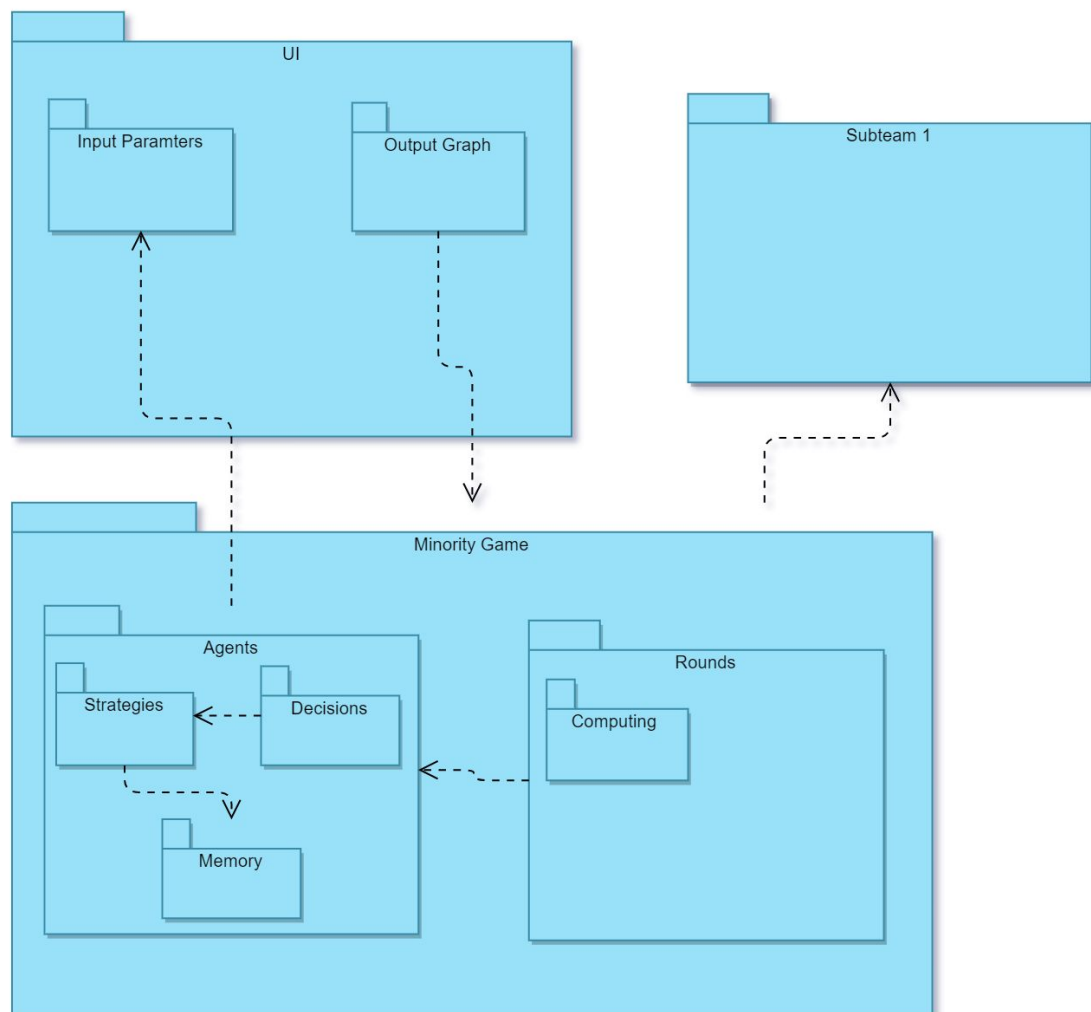 UI
Input Paramters
Output Graph
Subteam 1
Minority Game
Agents
Strategies
Decisions
Memory
Rounds
Computing